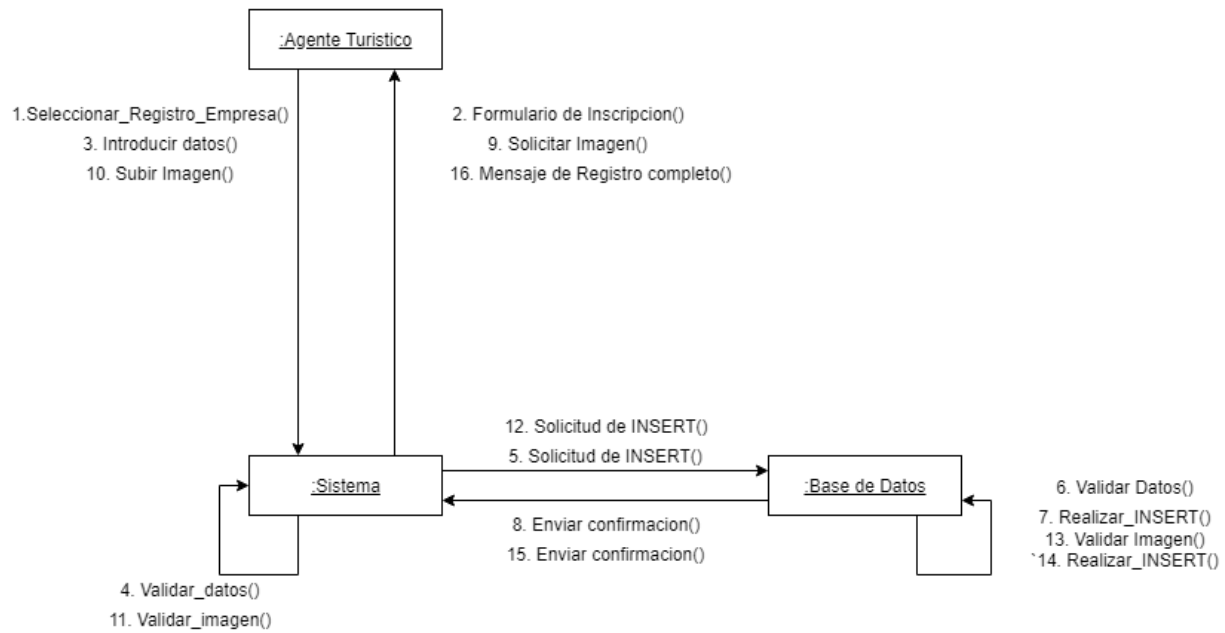 :Agente Turistico
1.Seleccionar_Registro_Empresa()
3. Introducir datos()
10. Subir Imagen()
2. Formulario de Inscripcion()
9. Solicitar Imagen()
16. Mensaje de Registro completo()
12. Solicitud de INSERT()
5. Solicitud de INSERT()
:Sistema
:Base de Datos
8. Enviar confirmacion()
15. Enviar confirmacion()
6. Validar Datos()
7. Realizar_INSERT()
13. Validar Imagen()
`14. Realizar_INSERT()
4. Validar_datos()
11. Validar_imagen()